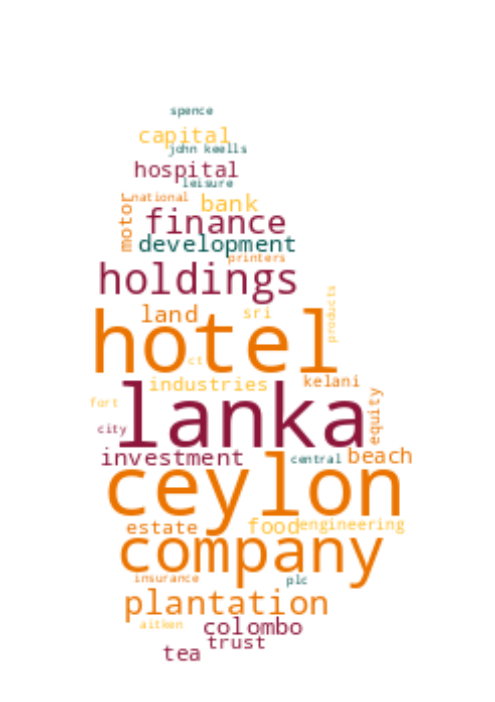 spence
capital
john keells
hospital
leisure
national
bank
motor
finance
development
printers
holdings
products
land
sri
hotel
ct
kelani
industries
lanka
equity
fort
city
investment
central
beach
ceylon
estate
food
engineering
company
insurance
plc
plantation
aitken
colombo
trust
tea